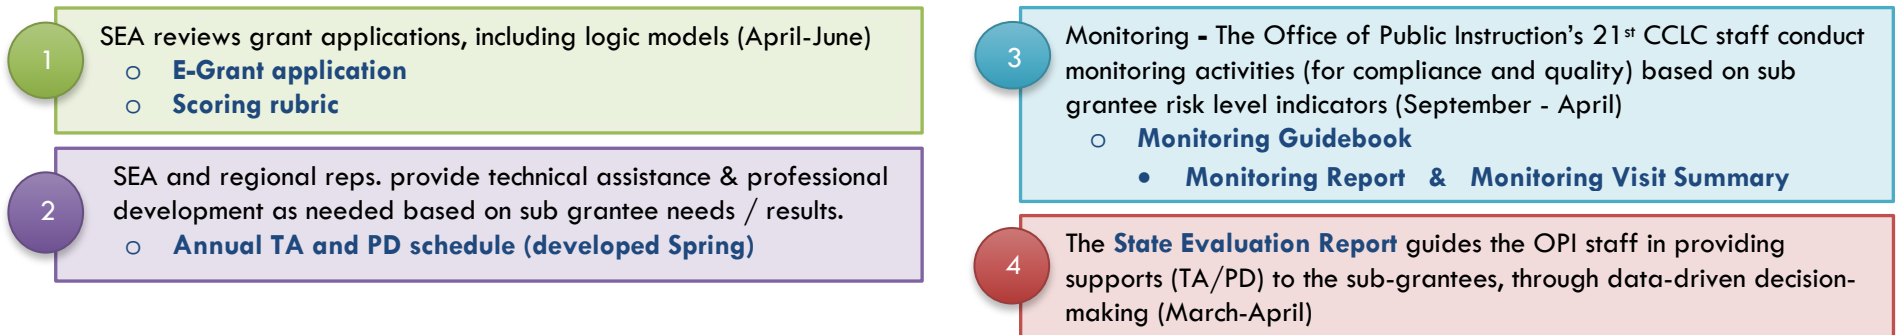 1
SEA reviews grant applications, including logic models (April-June)
o E-Grant application
o Scoring rubric
2
SEA and regional reps. provide technical assistance & professional
development as needed based on sub grantee needs / results.
o Annual TA and PD schedule (developed Spring)
3
Monitoring - The Office of Public Instruction's 21st CCLC staff conduct
monitoring activities (for compliance and quality) based on sub
grantee risk level indicators (September - April)
o Monitoring Guidebook
• Monitoring Report & Monitoring Visit Summary
4
The State Evaluation Report guides the OPI staff in providing
supports (TA/PD) to the sub-grantees, through data-driven decision-
making (March-April)